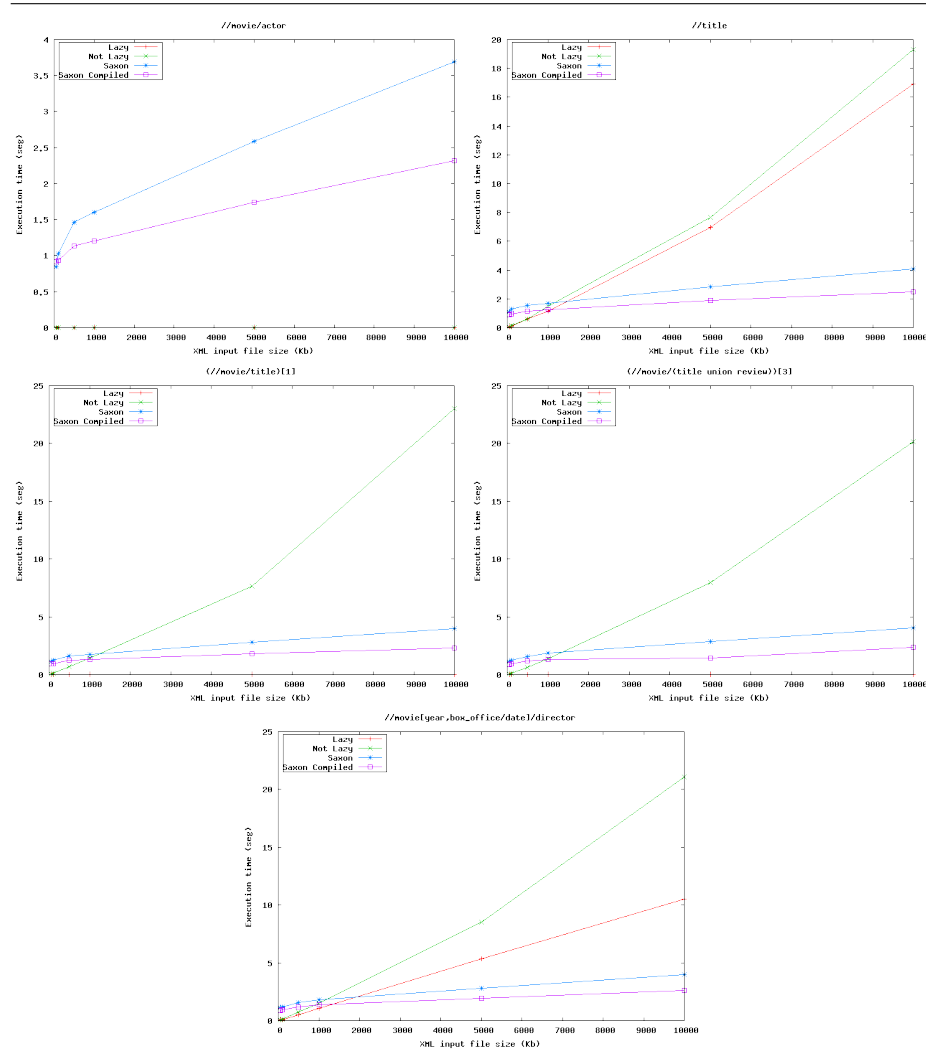 //movie/actor
Lazy
Not Lazy
Saxon
Saxon Compiled
4
3.5
3
2.5
2
1.5
1
0.5
0
Execution time (seg)
0 1000 2000 3000 4000 5000 6000 7000 8000 9000 10000
XML input file size (Kb)
//title
Lazy
Not Lazy
Saxon
Saxon Compiled
20
18
16
14
12
10
8
6
4
2
0
Execution time (seg)
0 1000 2000 3000 4000 5000 6000 7000 8000 9000 10000
XML input file size (Kb)
(//movie/title)[1]
Lazy
Not Lazy
Saxon
Saxon Compiled
25
20
15
10
5
0
Execution time (seg)
0 1000 2000 3000 4000 5000 6000 7000 8000 9000 10000
XML input file size (Kb)
(//movie/(title union review))[3]
Lazy
Not Lazy
Saxon
Saxon Compiled
25
20
15
10
5
0
Execution time (seg)
0 1000 2000 3000 4000 5000 6000 7000 8000 9000 10000
XML input file size (Kb)
//movie[year,box_office/date]/director
Lazy
Not Lazy
Saxon
Saxon Compiled
25
20
15
10
5
0
Execution time (seg)
0 1000 2000 3000 4000 5000 6000 7000 8000 9000 10000
XML input file size (Kb)